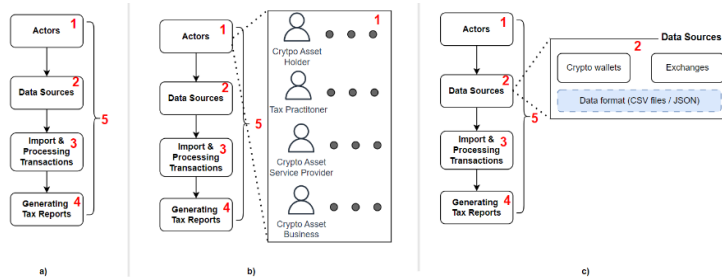 1
Actors
2
Data Sources
5
Import &
Processing
Transactions
3
Generating
Tax Reports
4
a)
1
Actors
2
Data Sources
5
Import &
Processing
Transactions
3
Generating
Tax Reports
4
1
Crytpo Asset
Holder
Tax Practitoner
Crypto Asset
Service Provider
Crypto Asset
Business
b)
1
Actors
2
Data Sources
5
Import &
Processing
Transactions
3
Generating
Tax Reports
4
Data Sources
2
Crypto wallets
Exchanges
Data format (CSV files / JSON)
c)